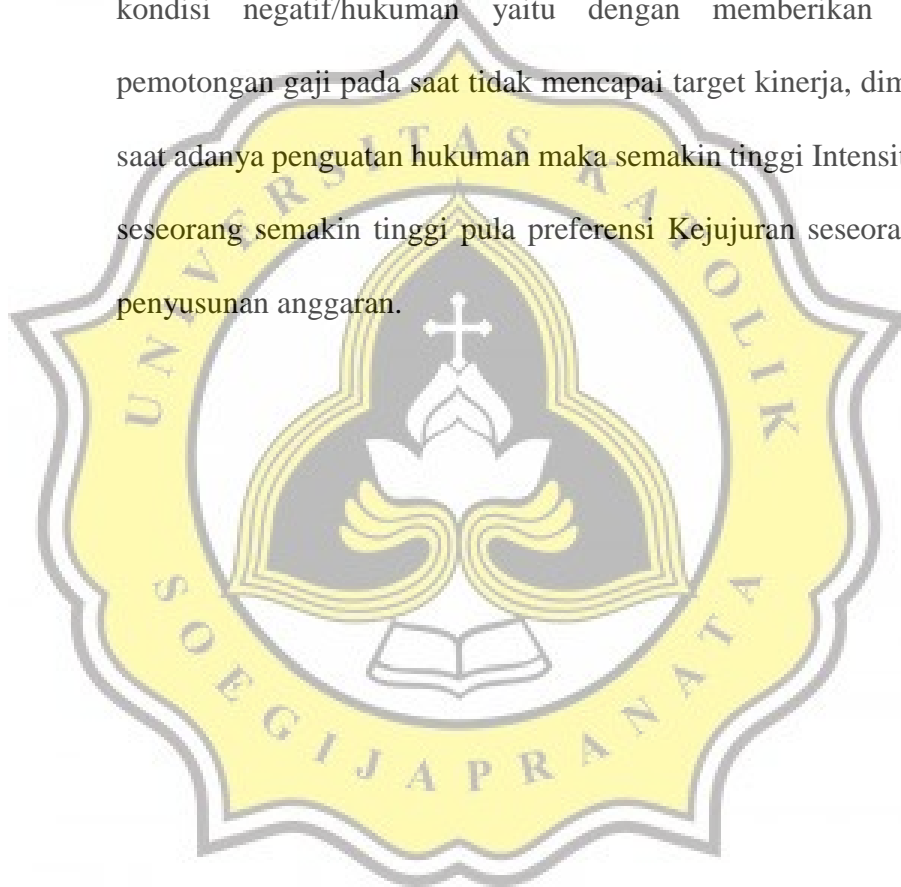 kondisi negatif/hukuman yaitu dengan memberikan
pemotongan gaji pada saat tidak mencapai target kinerja, dim
saat adanya penguatan hukuman maka semakin tinggi Intensit
seseorang semakin tinggi pula preferensi Kejujuran seseora
penyusunan anggaran.
UNIVERSITAS KATOLIK
SOEGIJAPRANATA